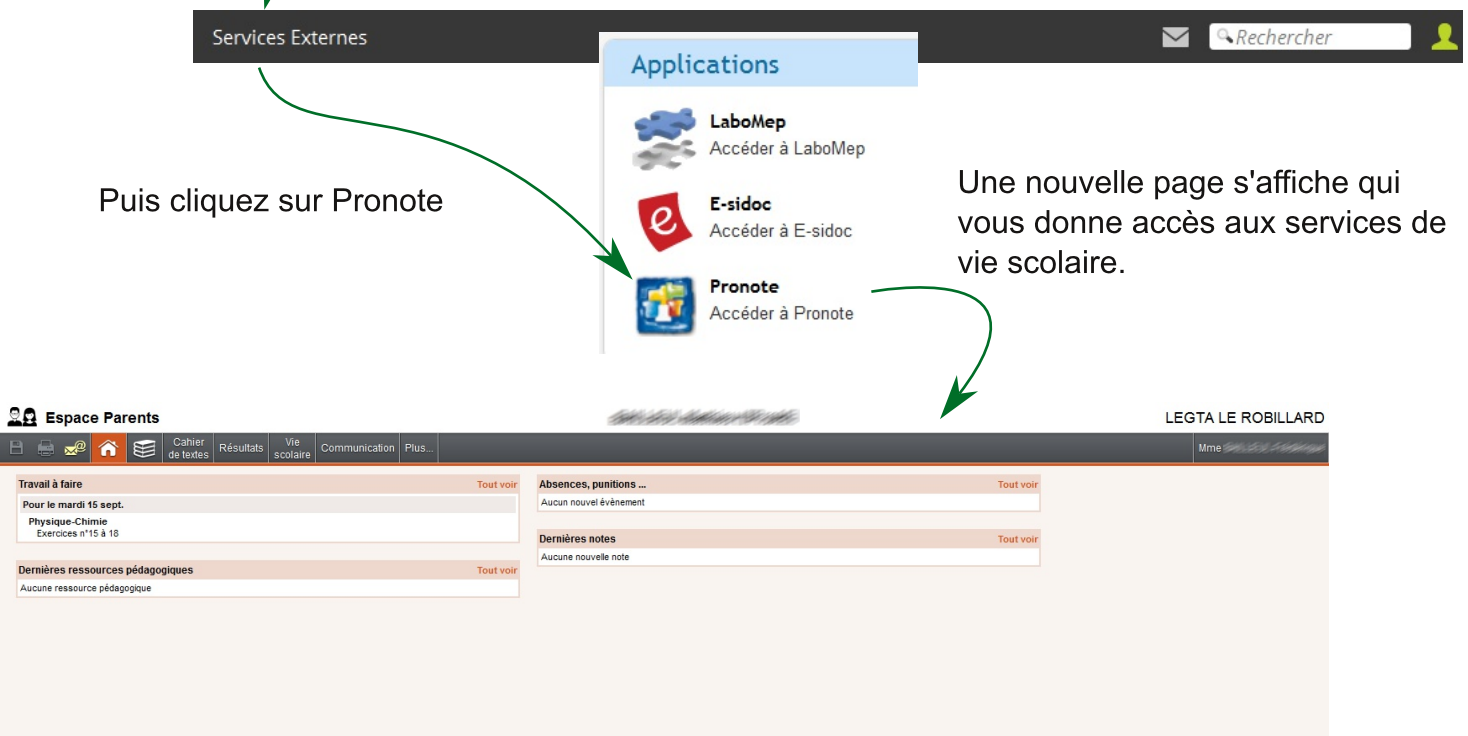 Services Externes
Rechercher
Applications
LaboMep
Accéder à LaboMep
E-sidoc
Accéder à E-sidoc
Pronote
Accéder à Pronote
Puis cliquez sur Pronote
Une nouvelle page s'affiche qui
vous donne accès aux services de
vie scolaire.
Espace Parents
LEGTA LE ROBILLARD
Cahier
de textes
Résultats
Vie
scolaire
Communication
Plus...
Mme
Travail à faire
Tout voir
Pour le mardi 15 sept.
Physique-Chimie
Exercices n°15 à 18
Dernières ressources pédagogiques
Tout voir
Aucune ressource pédagogique
Absences, punitions ...
Tout voir
Aucun nouvel évènement
Dernières notes
Tout voir
Aucune nouvelle note